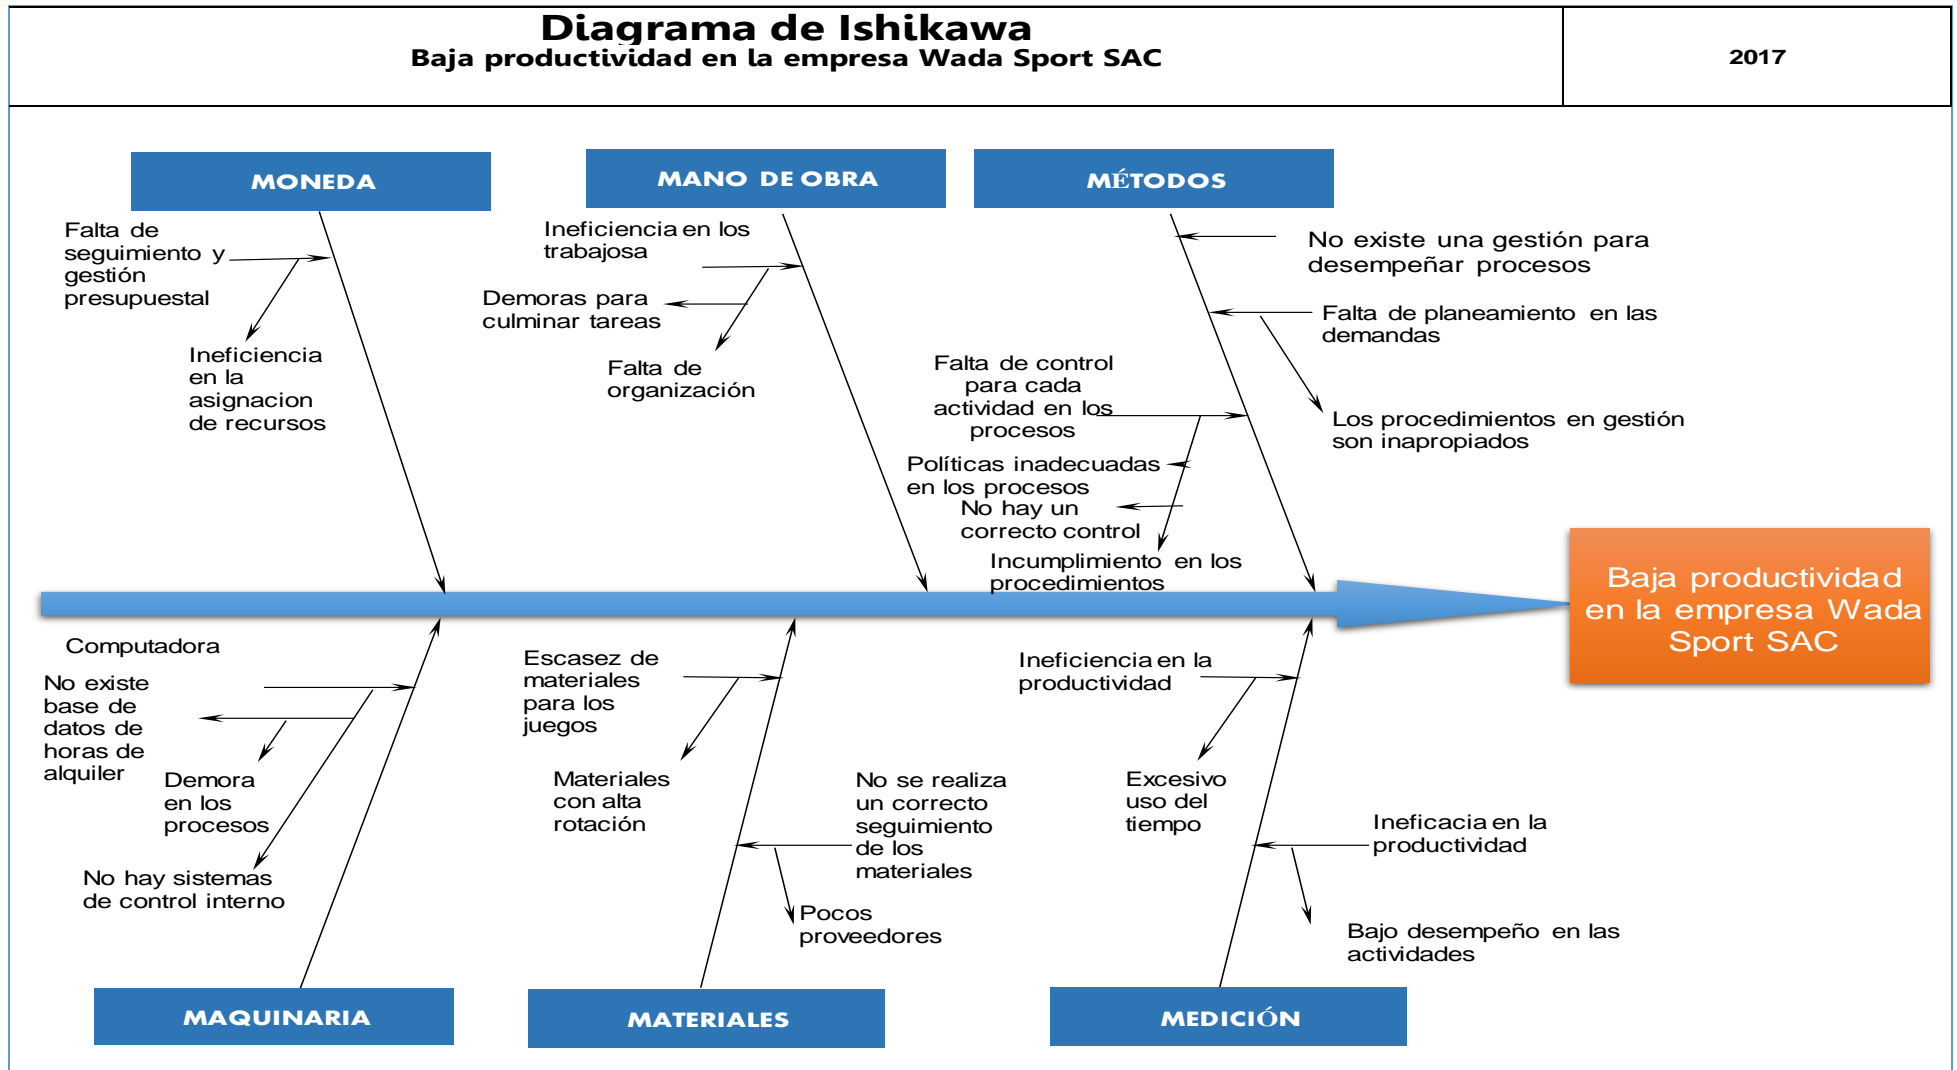 Diagrama de Ishikawa
Baja productividad en la empresa Wada Sport SAC
2017
MONEDA
MANO DE OBRA
MÉTODOS
Falta de
seguimiento y
gestión
presupuestal
Ineficiencia
en la
asignacion
de recursos
Ineficiencia en los
trabajosa
Demoras para
culminar tareas
Falta de
organización
No existe una gestión para
desempeñar procesos
Falta de planeamiento en las
demandas
Los procedimientos en gestión
son inapropiados
Falta de control
para cada
actividad en los
procesos
Políticas inadecuadas
en los procesos
No hay un
correcto control
Incumplimiento en los
procedimientos
Baja productividad
en la empresa Wada
Sport SAC
Computadora
No existe
base de
datos de
horas de
alquiler
Demora
en los
procesos
No hay sistemas
de control interno
Escasez de
materiales
para los
juegos
Materiales
con alta
rotación
No se realiza
un correcto
seguimiento
de los
materiales
Pocos
proveedores
Ineficiencia en la
productividad
Excesivo
uso del
tiempo
Ineficacia en la
productividad
Bajo desempeño en las
actividades
MAQUINARIA
MATERIALES
MEDICIÓN